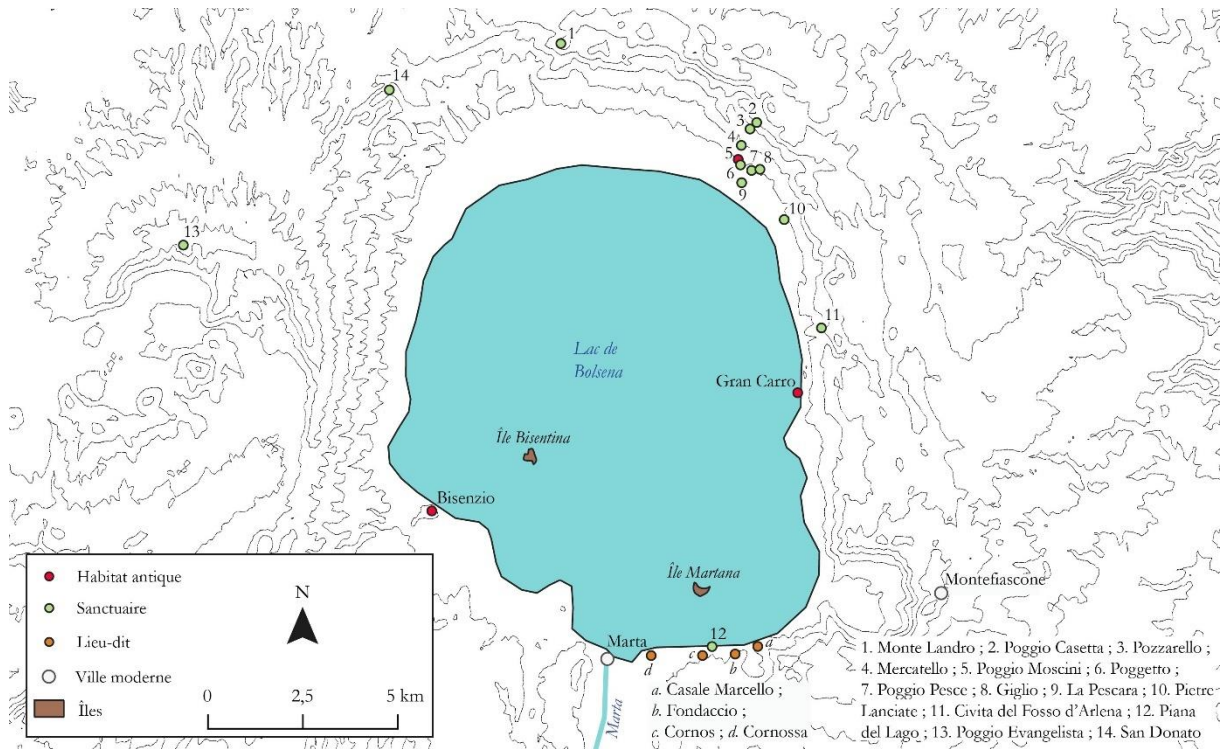 1
14
2
3
4
5
7
8
6
9
10
13
11
Lac de
Bolsena
Gran Carro
Île Bisentina
Bisenzio
Île Martana
Montefiascone
12
Marta
a
b
c
d
Marta
Habitat antique
Sanctuaire
Lieu-dit
Ville moderne
Îles
N
0 2,5 5 km
a. Casale Marcello ;
b. Fondaccio ;
c. Cornos ; d. Cornossa
1. Monte Landro ; 2. Poggio Casetta ; 3. Pozzarello ;
4. Mercatello ; 5. Poggio Moscini ; 6. Poggetto ;
7. Poggio Pesce ; 8. Giglio ; 9. La Pescara ; 10. Pietre
Lanciate ; 11. Civita del Fosso d'Arlena ; 12. Piana
del Lago ; 13. Poggio Evangelista ; 14. San Donato